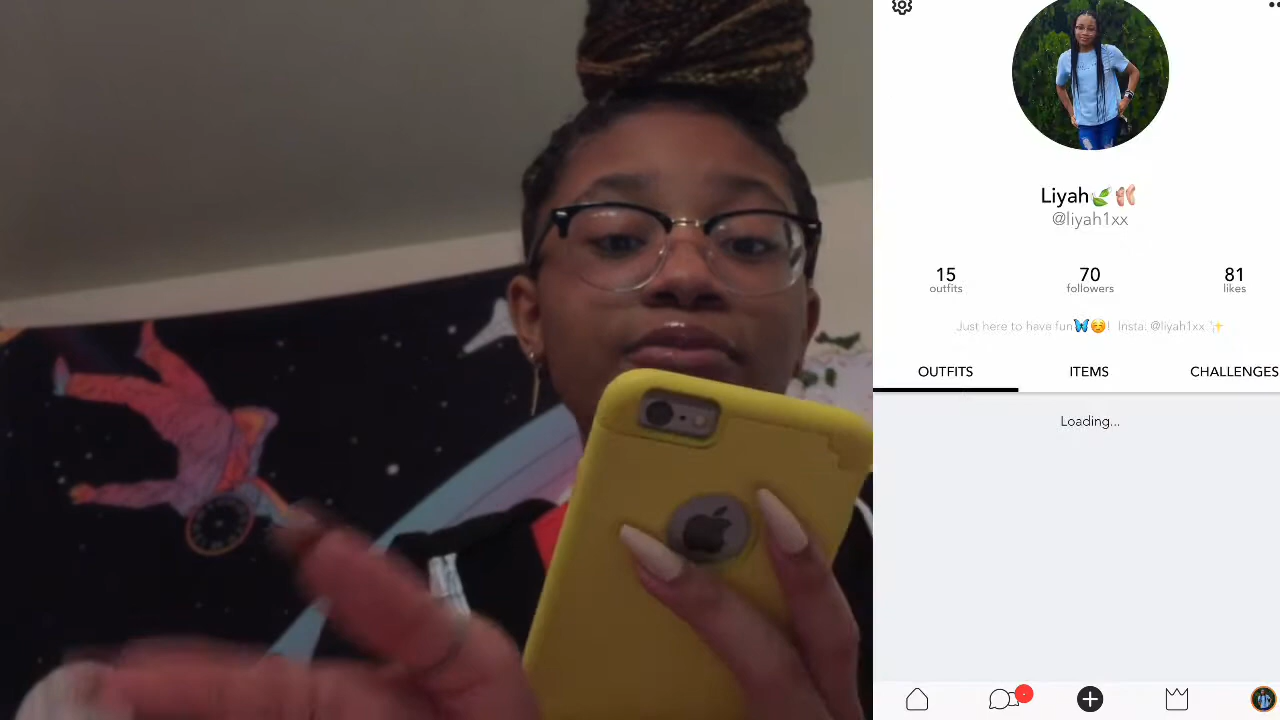 Liyah🍃👣
@liyah1xx
15 70 81
outfits followers likes
Just here to have fun🦋☺️! Insta: @liyah1xx ✨
OUTFITS ITEMS CHALLENGES
Loading...